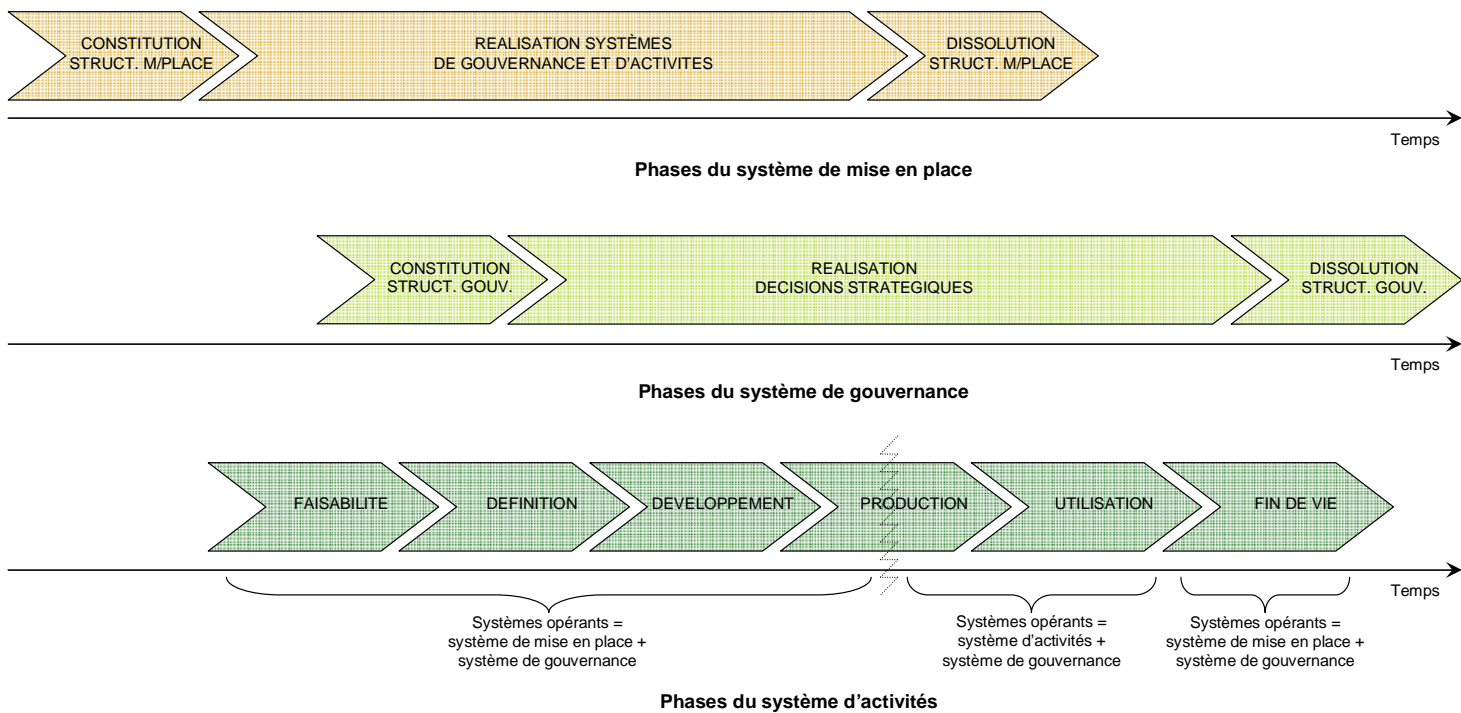 CONSTITUTION
STRUCT. M/PLACE
REALISATION SYSTÈMES
DE GOUVERNANCE ET D'ACTIVITES
DISSOLUTION
STRUCT. M/PLACE
Temps
Phases du système de mise en place
CONSTITUTION
STRUCT. GOUV.
REALISATION
DECISIONS STRATEGIQUES
DISSOLUTION
STRUCT. GOUV.
Temps
Phases du système de gouvernance
FAISABILITE
DEFINITION
DEVELOPPEMENT
PRODUCTION
UTILISATION
FIN DE VIE
Temps
Systèmes opérants =
système de mise en place +
système de gouvernance
Systèmes opérants =
système d'activités +
système de gouvernance
Systèmes opérants =
système de mise en place +
système de gouvernance
Phases du système d'activités